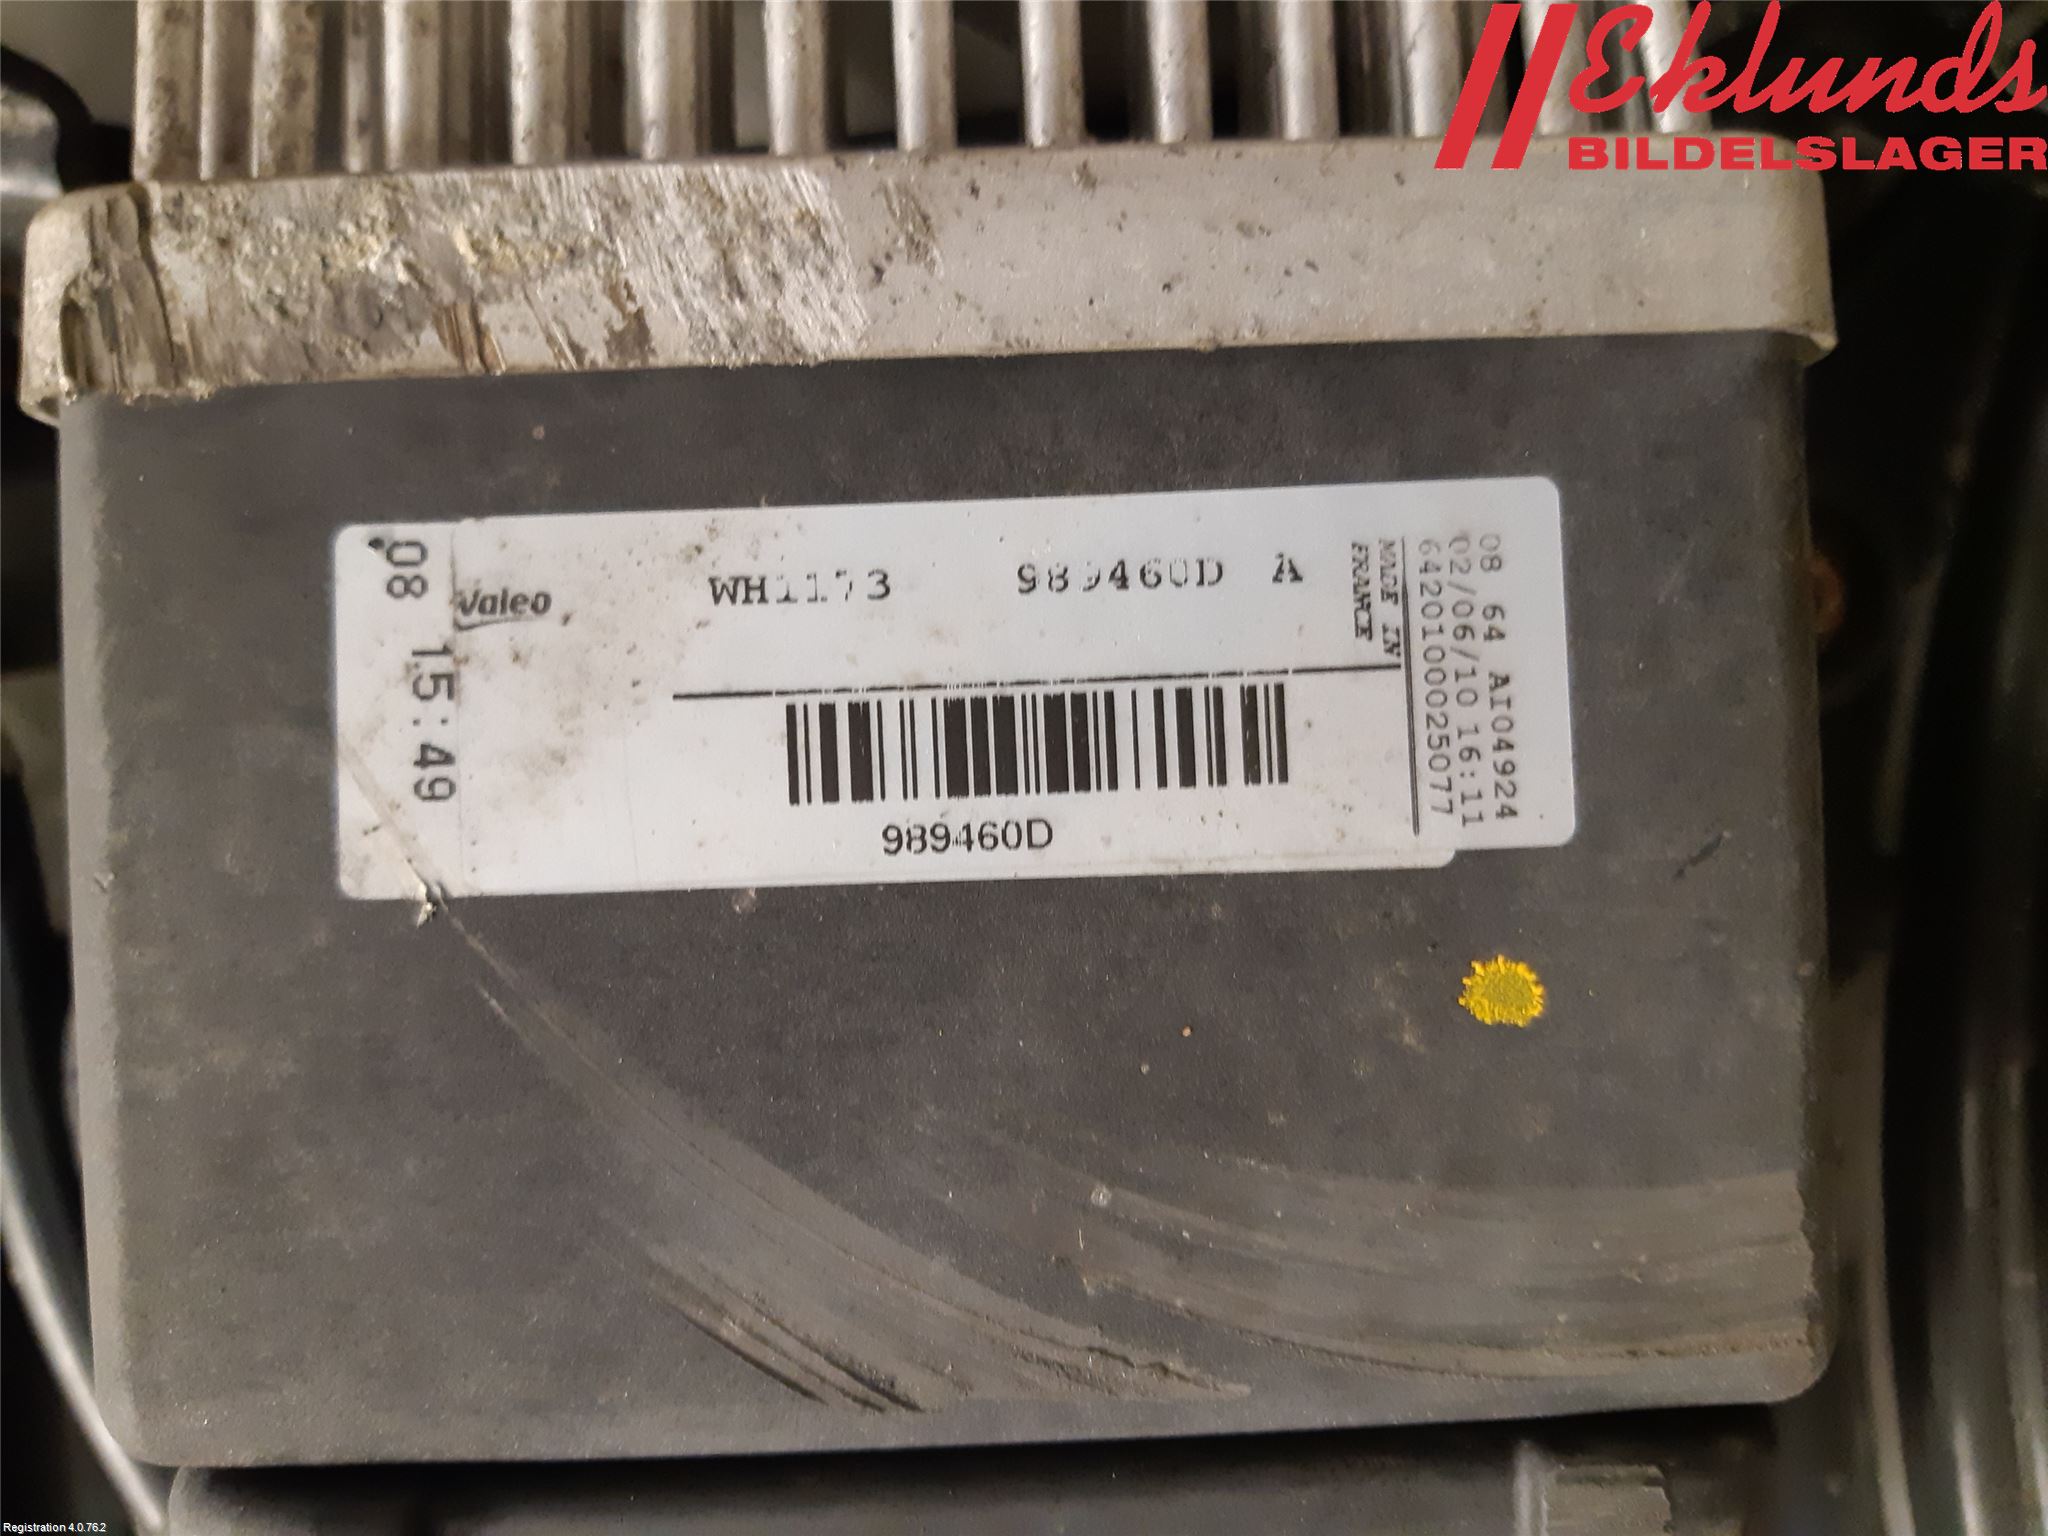 Eklunds
BILDELSLAGER
08 15:49
Valeo
WH1173 989460D A
MADE IN
FRANCE
08 64 AI04924
02/06/10 16:11
6420100025077
989460D
Registration 4.0.76.2